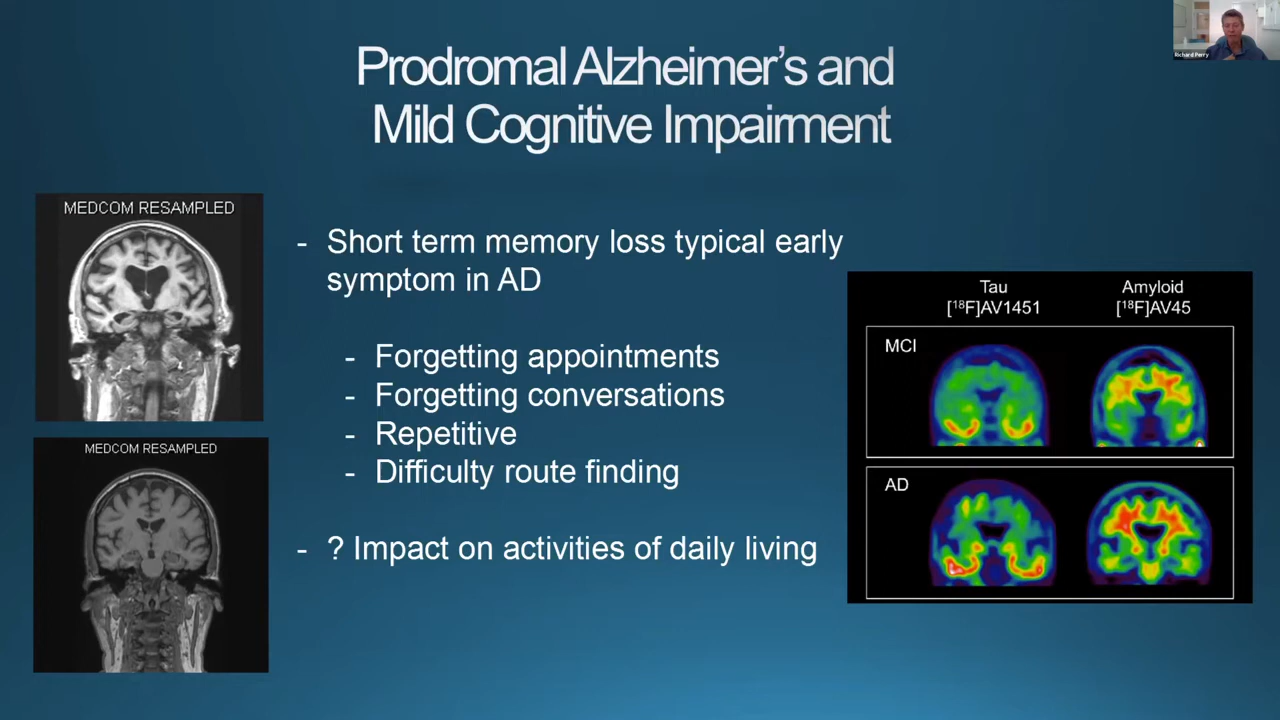 Richard Perry
Prodromal Alzheimer's and
Mild Cognitive Impairment
MEDCOM RESAMPLED
- Short term memory loss typical early
symptom in AD
- Forgetting appointments
- Forgetting conversations
- Repetitive
- Difficulty route finding
- ? Impact on activities of daily living
MEDCOM RESAMPLED
Tau
[18F]AV1451
Amyloid
[18F]AV45
MCI
AD